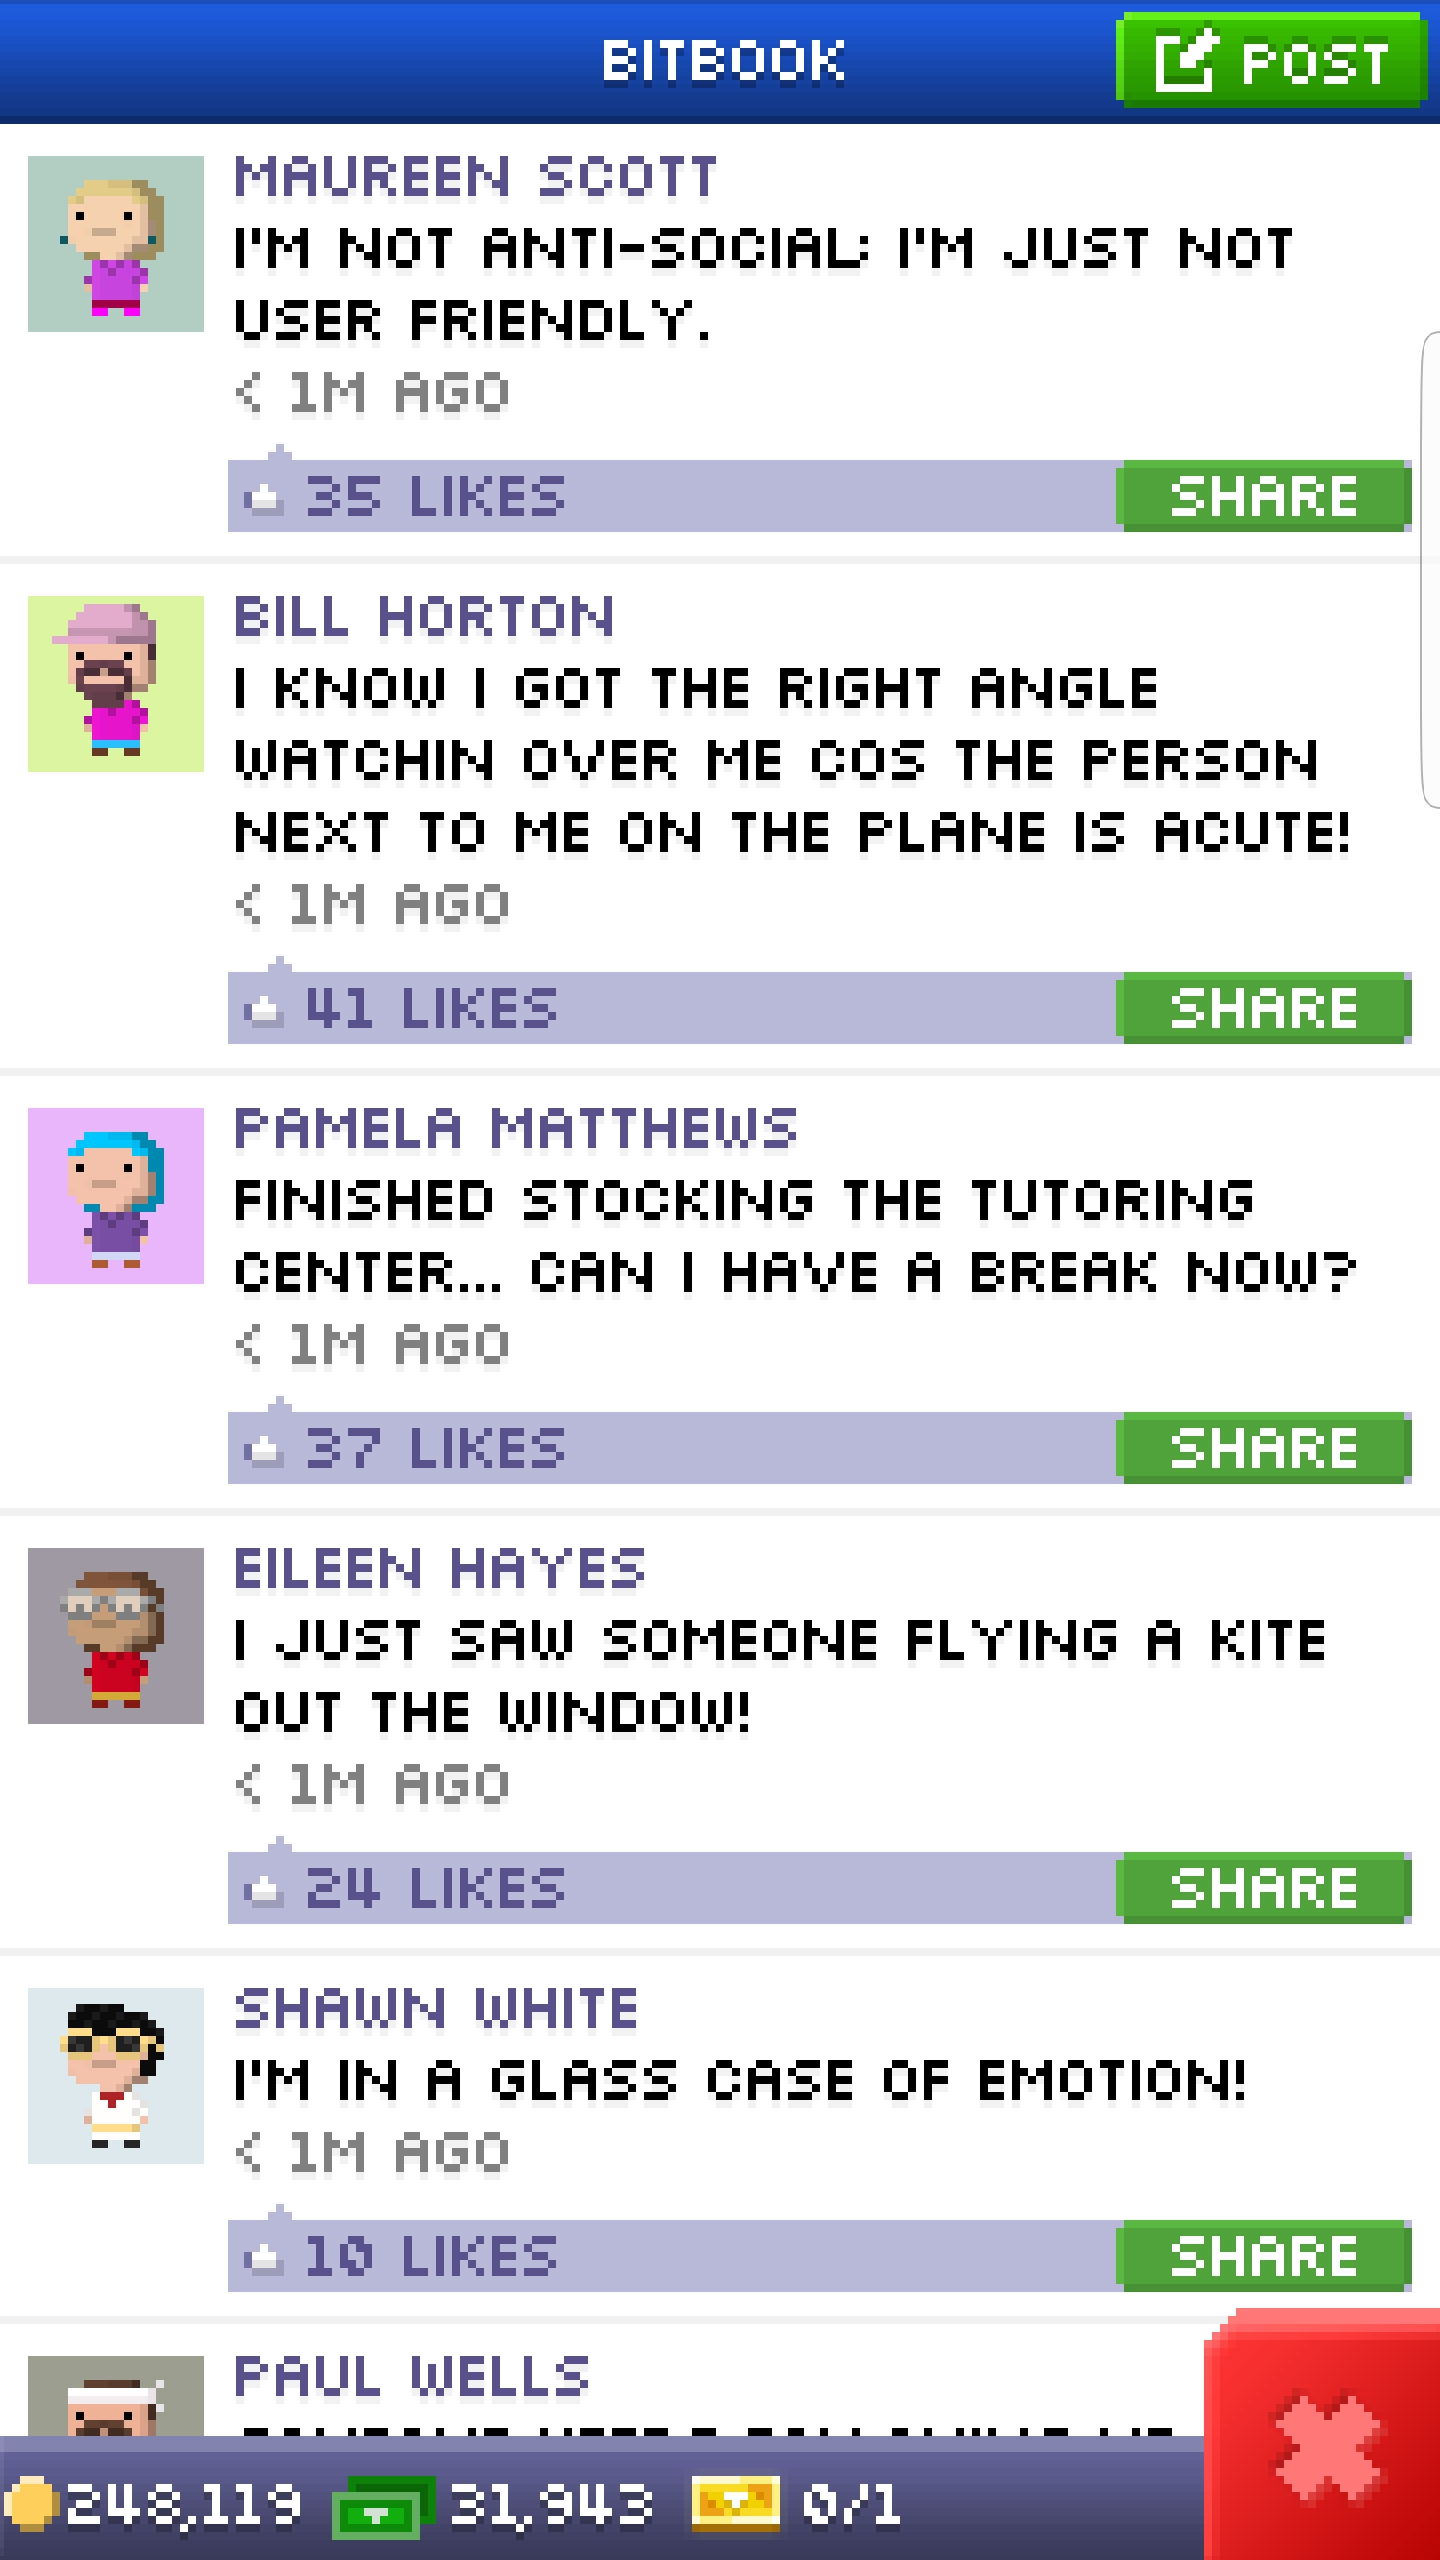 BITBOOK
POST
MAUREEN SCOTT
I'M NOT ANTI-SOCIAL; I'M JUST NOT
USER FRIENDLY.
< 1M AGO
35 LIKES
SHARE
BILL HORTON
I KNOW I GOT THE RIGHT ANGLE
WATCHIN OVER ME COS THE PERSON
NEXT TO ME ON THE PLANE IS ACUTE!
< 1M AGO
41 LIKES
SHARE
PAMELA MATTHEWS
FINISHED STOCKING THE TUTORING
CENTER... CAN I HAVE A BREAK NOW?
< 1M AGO
37 LIKES
SHARE
EILEEN HAYES
I JUST SAW SOMEONE FLYING A KITE
OUT THE WINDOW!
< 1M AGO
24 LIKES
SHARE
SHAWN WHITE
I'M IN A GLASS CASE OF EMOTION!
< 1M AGO
10 LIKES
SHARE
PAUL WELLS
248,119
31,943
0/1